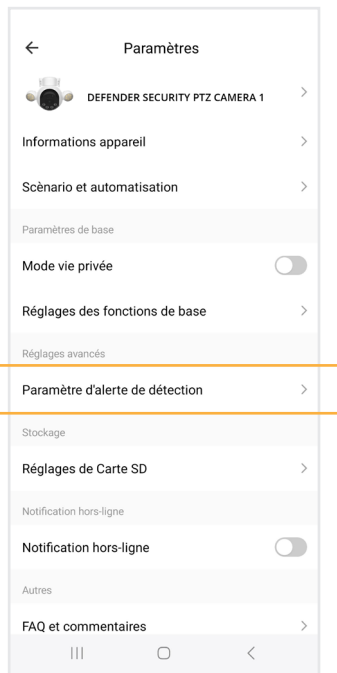 Paramètres
DEFENDER SECURITY PTZ CAMERA 1
Informations appareil
Scènario et automatisation
Paramètres de base
Mode vie privée
Réglages des fonctions de base
Réglages avancés
Paramètre d'alerte de détection
Stockage
Réglages de Carte SD
Notification hors-ligne
Notification hors-ligne
Autres
FAQ et commentaires